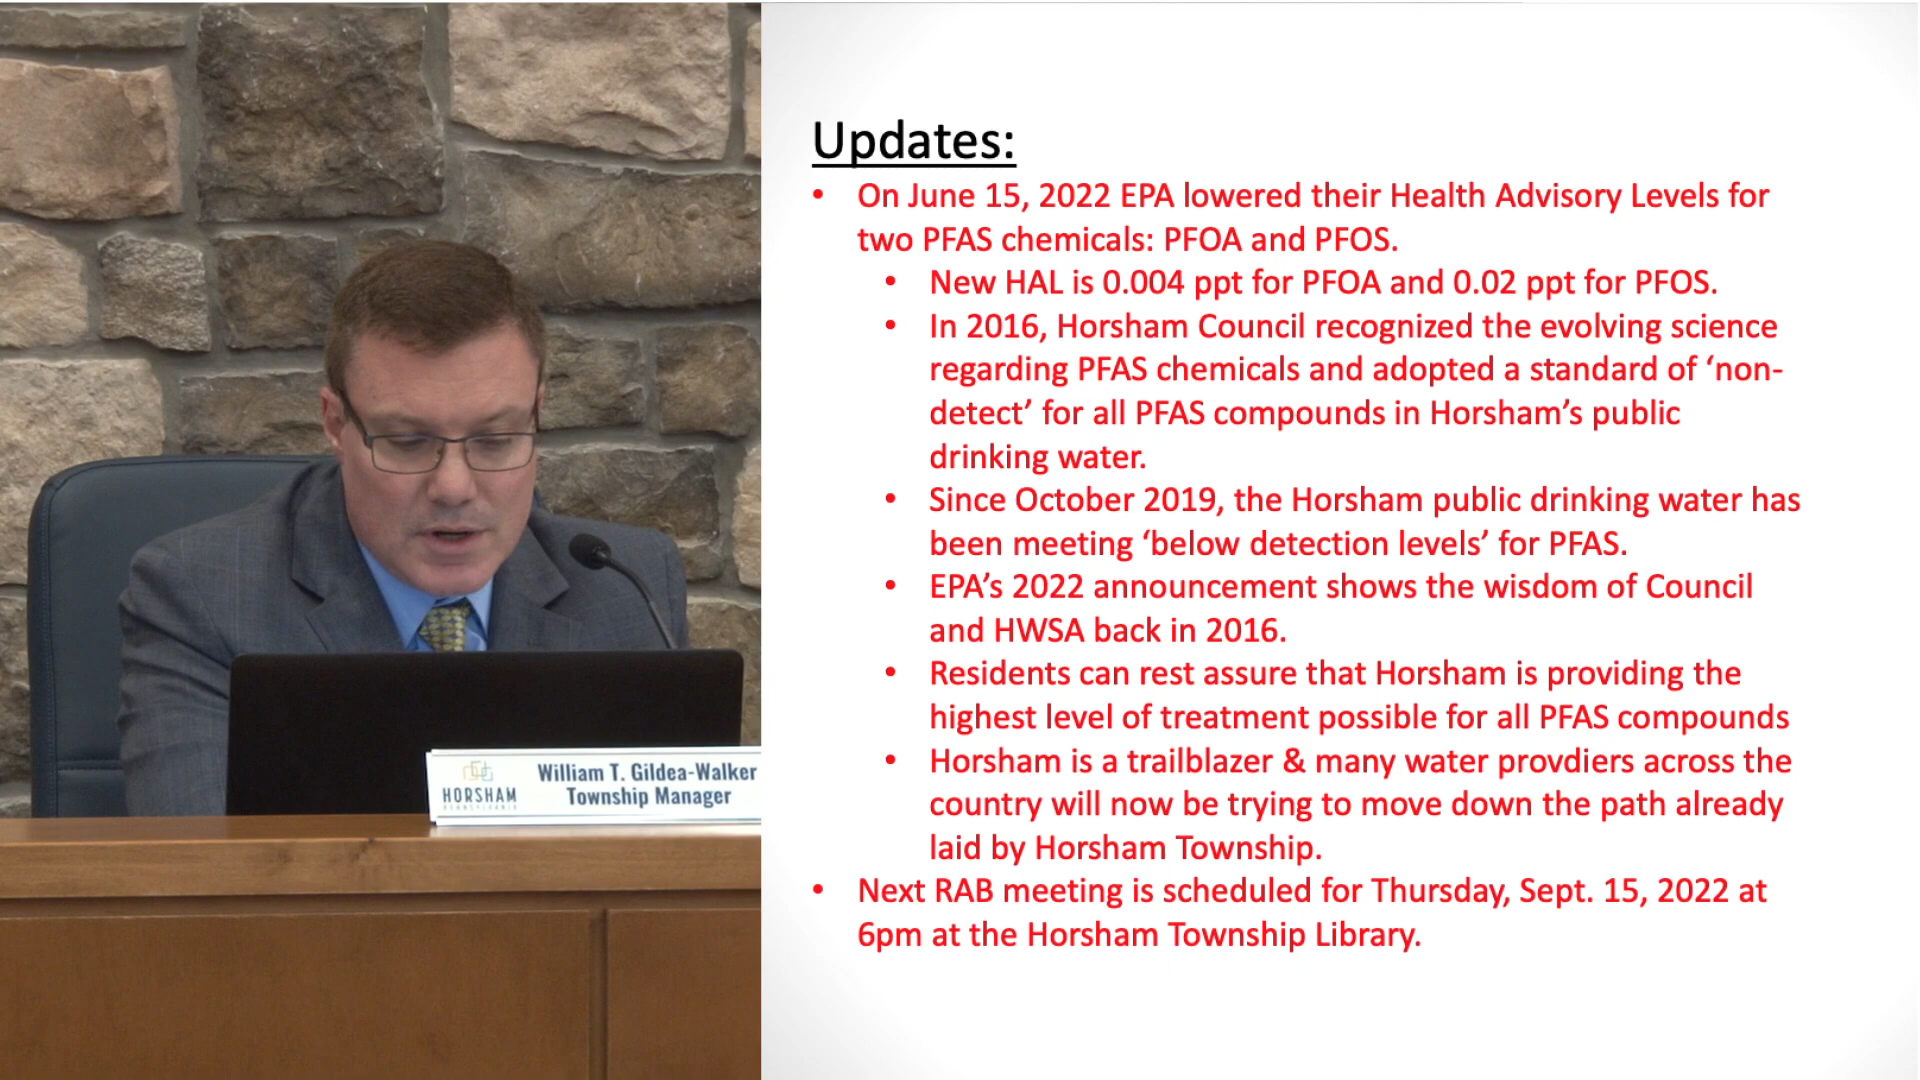 Updates:
• On June 15, 2022 EPA lowered their Health Advisory Levels for
two PFAS chemicals: PFOA and PFOS.
• New HAL is 0.004 ppt for PFOA and 0.02 ppt for PFOS.
• In 2016, Horsham Council recognized the evolving science
regarding PFAS chemicals and adopted a standard of ‘non-
detect’ for all PFAS compounds in Horsham’s public
drinking water.
• Since October 2019, the Horsham public drinking water has
been meeting ‘below detection levels’ for PFAS.
• EPA’s 2022 announcement shows the wisdom of Council
and HWSA back in 2016.
• Residents can rest assure that Horsham is providing the
highest level of treatment possible for all PFAS compounds
• Horsham is a trailblazer & many water provdiers across the
country will now be trying to move down the path already
laid by Horsham Township.
• Next RAB meeting is scheduled for Thursday, Sept. 15, 2022 at
6pm at the Horsham Township Library.
HORSHAM
PENNSYLVANIA
William T. Gildea-Walker
Township Manager